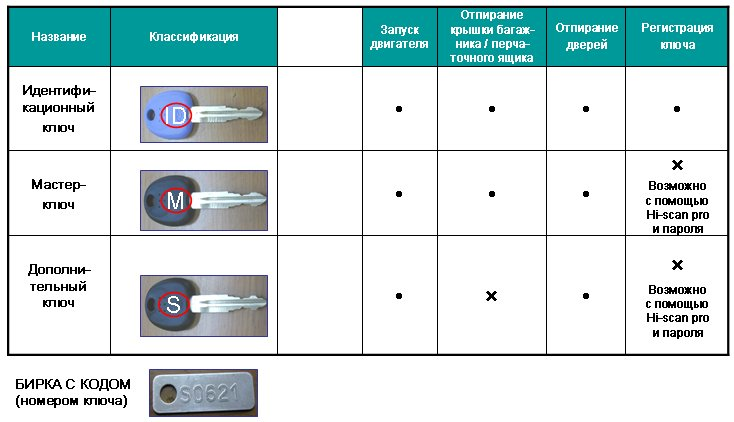 Название
Классификация
Запуск
двигателя
Отпирание
крышки багаж-
ника / перча-
точного ящика
Отпирание
дверей
Регистрация
ключа
Идентифи-
кационный
ключ
ID
Мастер-
ключ
M
Возможно
с помощью
Hi-scan pro
и пароля
Дополни-
тельный
ключ
S
Возможно
с помощью
Hi-scan pro
и пароля
БИРКА С КОДОМ
(номером ключа)
S0621